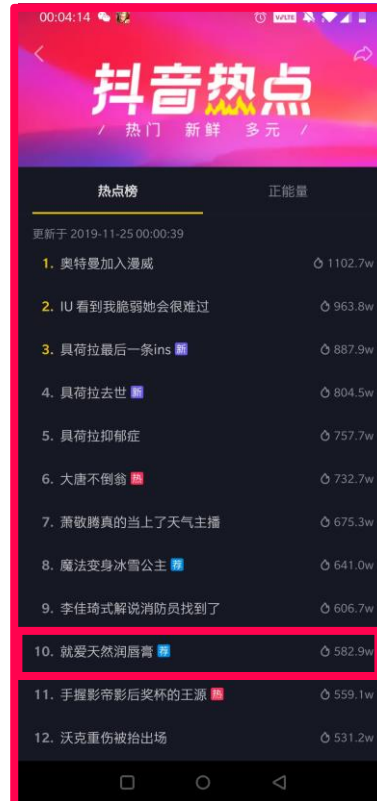 00:04:14
抖音热点
/ 热门 新鲜 多元 /
热点榜 正能量
更新于 2019-11-25 00:00:39
1. 奥特曼加入漫威 1102.7w
2. IU 看到我脆弱她会很难过 963.8w
3. 具荷拉最后一条ins 新 887.9w
4. 具荷拉去世 新 804.5w
5. 具荷拉抑郁症 757.7w
6. 大唐不倒翁 热 732.7w
7. 萧敬腾真的当上了天气主播 675.3w
8. 魔法变身冰雪公主 荐 641.0w
9. 李佳琦式解说消防员找到了 606.7w
10. 就爱天然润唇膏 荐 582.9w
11. 手握影帝影后奖杯的王源 热 559.1w
12. 沃克重伤被抬出场 531.2w